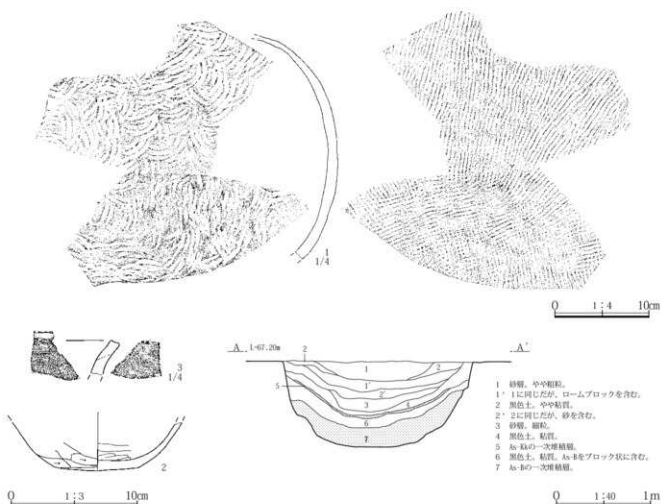 1
1/4
0 1:4 10cm
3
1/4
2
0 1:3 10cm
A L=67.20m A'
2
1
2
1'
2'
5
3
4
6
7
1 砂層。やや粗粒。
1' 1に同じだが、ロームブロックを含む。
2 黒色土。やや粘質。
2' 2に同じだが、砂を含む。
3 砂層。細粒。
4 黒色土。粘質。
5 As-Kkの一次堆積層。
6 黒色土。粘質。As-Bをブロック状に含む。
7 As-Bの一次堆積層。
0 1:40 1m